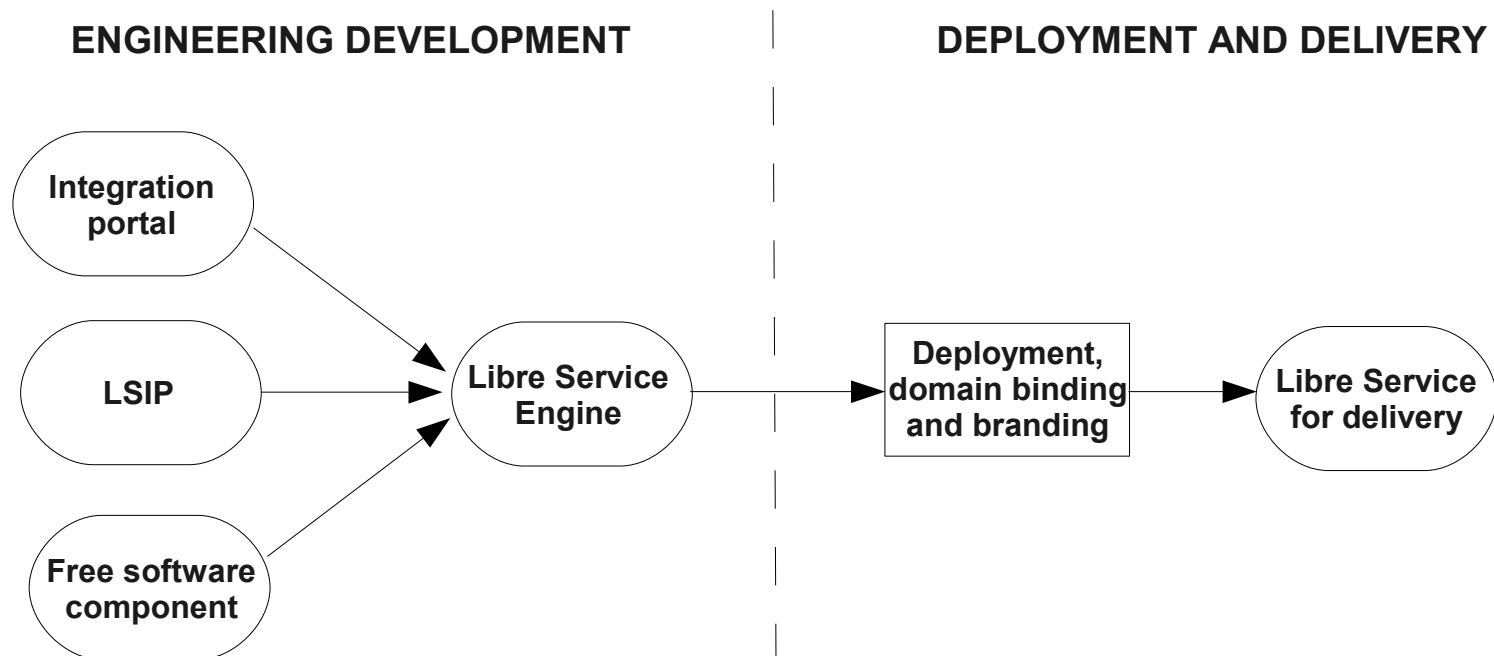 ENGINEERING DEVELOPMENT
DEPLOYMENT AND DELIVERY
Integration
portal
LSIP
Free software
component
Libre Service
Engine
Deployment,
domain binding
and branding
Libre Service
for delivery